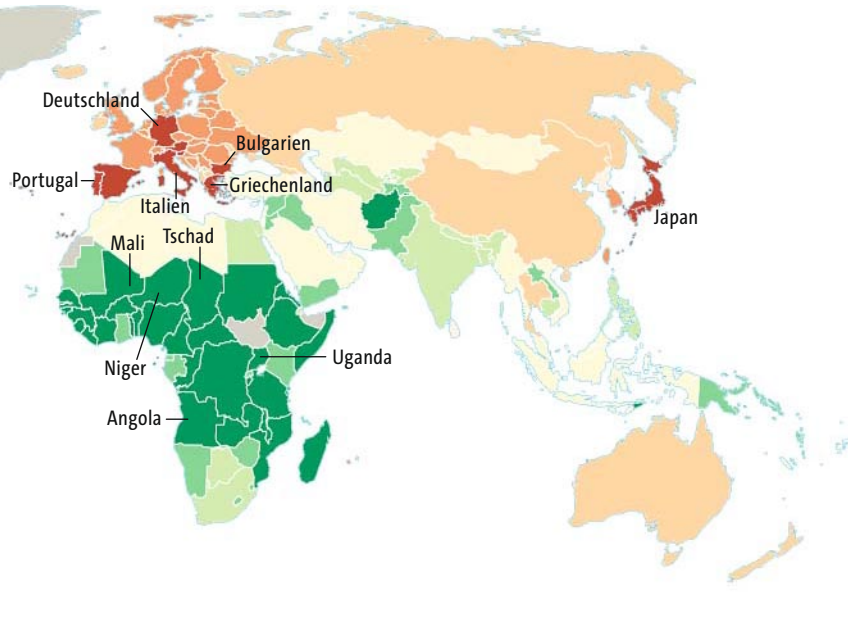 Deutschland
Bulgarien
Portugal
Griechenland
Italien
Japan
Mali
Tschad
Niger
Uganda
Angola